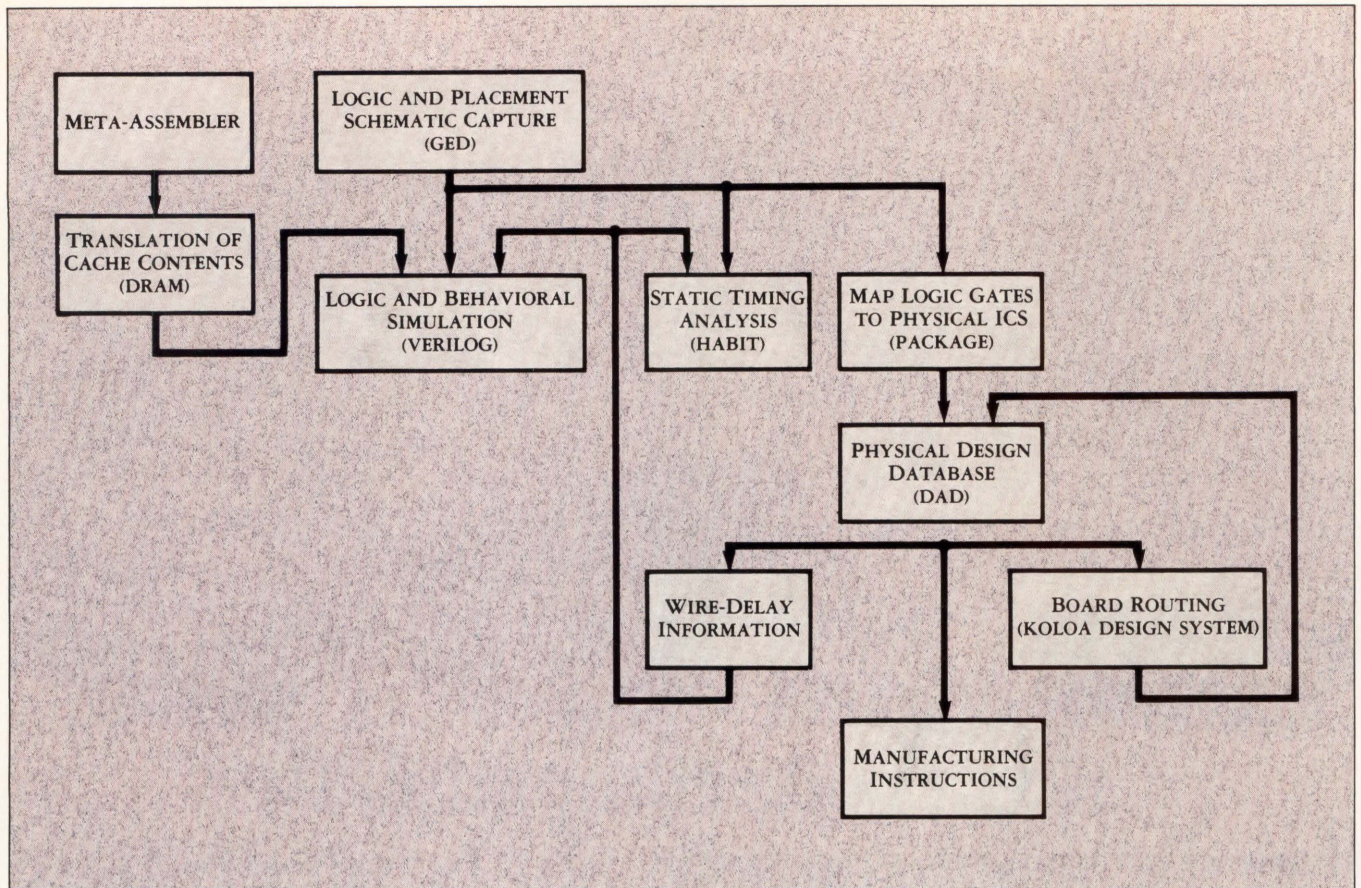 META-ASSEMBLER
LOGIC AND PLACEMENT
SCHEMATIC CAPTURE
(GED)
TRANSLATION OF
CACHE CONTENTS
(DRAM)
LOGIC AND BEHAVIORAL
SIMULATION
(VERILOG)
STATIC TIMING
ANALYSIS
(HABIT)
MAP LOGIC GATES
TO PHYSICAL ICS
(PACKAGE)
PHYSICAL DESIGN
DATABASE
(DAD)
WIRE-DELAY
INFORMATION
BOARD ROUTING
(KOLOA DESIGN SYSTEM)
MANUFACTURING
INSTRUCTIONS